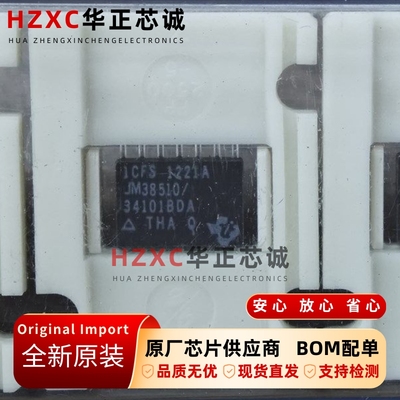 HZXC华正芯诚
HUA ZHENGXINCHENGELECTRONICS
1CFS 1221A
JM38510/
34101BDA
△ THA Q
HZXC华正芯诚
HUA ZHENGXINCHENGELECTRONICS
安心 放心 省心
Original Import
全新原装
原厂芯片供应商 BOM配单
品质无优 现货直发 支持检测